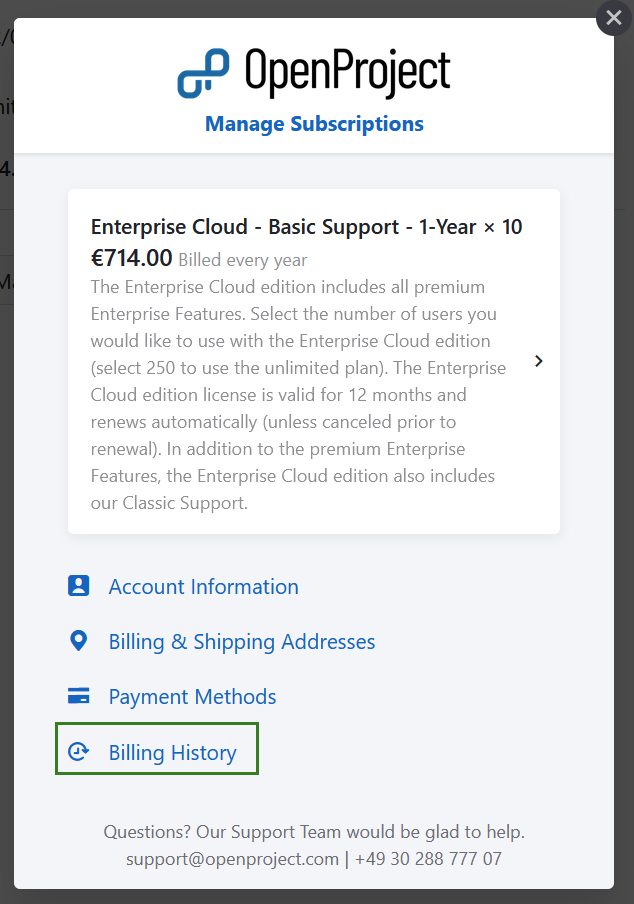 OpenProject
Manage Subscriptions
Enterprise Cloud - Basic Support - 1-Year × 10
€714.00 Billed every year
The Enterprise Cloud edition includes all premium
Enterprise Features. Select the number of users you
would like to use with the Enterprise Cloud edition
(select 250 to use the unlimited plan). The Enterprise
Cloud edition license is valid for 12 months and
renews automatically (unless canceled prior to
renewal). In addition to the premium Enterprise
Features, the Enterprise Cloud edition also includes
our Classic Support.
Account Information
Billing & Shipping Addresses
Payment Methods
Billing History
Questions? Our Support Team would be glad to help.
support@openproject.com | +49 30 288 777 07